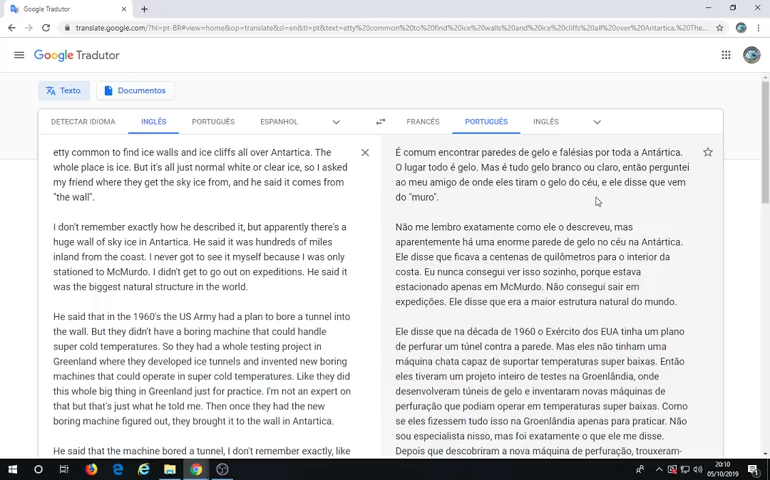 Google Tradutor
translate.google.com.br/?hl=pt-BR#view=home&op=translate&sl=en&tl=pt&text=etty%20common%20to%20find%20ice%20walls%20and%20ice%20cliffs%20all%20over%20Antartica.%20The...
Google Tradutor
Texto
Documentos
DETECTAR IDIOMA INGLÊS PORTUGUÊS ESPANHOL FRANCÊS PORTUGUÊS INGLÊS
etty common to find ice walls and ice cliffs all over Antartica. The
whole place is ice. But it's all just normal white or clear ice, so I asked
my friend where they get the sky ice from, and he said it comes from
"the wall".
I don't remember exactly how he described it, but apparently there's a
huge wall of sky ice in Antartica. He said it was hundreds of miles
inland from the coast. I never got to see it myself because I was only
stationed to McMurdo. I didn't get to go out on expeditions. He said it
was the biggest natural structure in the world.
He said that in the 1960's the US Army had a plan to bore a tunnel into
the wall. But they didn't have a boring machine that could handle
super cold temperatures. So they had a whole testing project in
Greenland where they developed ice tunnels and invented new boring
machines that could operate in super cold temperatures. Like they did
this whole big thing in Greenland just for practice. I'm not an expert on
that but that's just what he told me. Then once they had the new
boring machine figured out, they brought it to the wall in Antartica.
He said that the machine bored a tunnel, I don't remember exactly, like
É comum encontrar paredes de gelo e falésias por toda a Antártica.
O lugar todo é gelo. Mas é tudo gelo branco ou claro, então perguntei
ao meu amigo de onde eles tiram o gelo do céu, e ele disse que vem
do "muro".
Não me lembro exatamente como ele o descreveu, mas
aparentemente há uma enorme parede de gelo no céu na Antártica.
Ele disse que ficava a centenas de quilômetros para o interior da
costa. Eu nunca consegui ver isso sozinho, porque estava
estacionado apenas em McMurdo. Não consegui sair em
expedições. Ele disse que era a maior estrutura natural do mundo.
Ele disse que na década de 1960 o Exército dos EUA tinha um plano
de perfurar um túnel contra a parede. Mas eles não tinham uma
máquina chata capaz de suportar temperaturas super baixas. Então
eles tiveram um projeto inteiro de testes na Groenlândia, onde
desenvolveram túneis de gelo e inventaram novas máquinas de
perfuração que podiam operar em temperaturas super baixas. Como
se eles fizessem tudo isso na Groenlândia apenas para praticar. Não
sou especialista nisso, mas foi exatamente o que ele me disse.
Depois que descobriram a nova máquina de perfuração, trouxeram-
20:10
05/10/2019